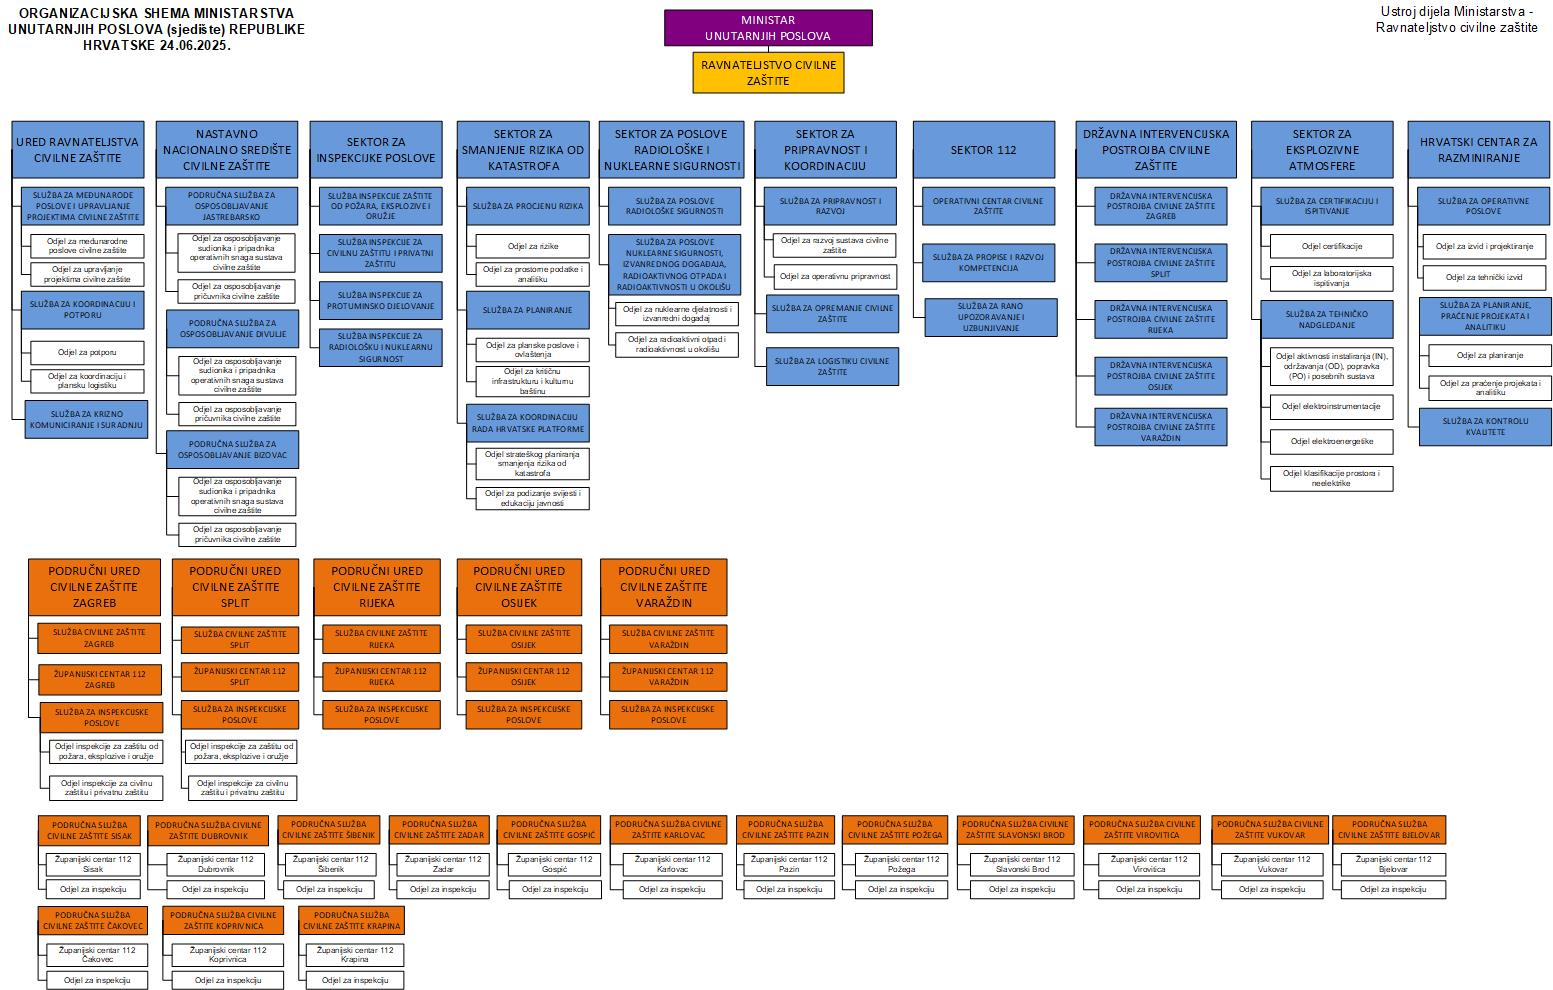 ORGANIZACIJSKA SHEMA MINISTARSTVA
UNUTARNJIH POSLOVA (sjedište) REPUBLIKE
HRVATSKE 24.06.2025.
MINISTAR
UNUTARNJIH POSLOVA
RAVNATELJSTVO CIVILNE
ZAŠTITE
Ustroj dijela Ministarstva -
Ravnateljstvo civilne zaštite
URED RAVNATELJSTVA
CIVILNE ZAŠTITE
SLUŽBA ZA MEĐUNARODE
POSLOVE I UPRAVLJANJE
PROJEKTIMA CIVILNE ZAŠTITE
Odjel za međunarodne
poslove civilne zaštite
Odjel za upravljanje
projektima civilne zaštite
SLUŽBA ZA KOORDINACIJU I
POTPORU
Odjel za potporu
Odjel za koordinaciju i
plansku logistiku
SLUŽBA ZA KRIZNO
KOMUNICIRANJE I SURADNJU
NASTAVNO
NACIONALNO SREDIŠTE
CIVILNE ZAŠTITE
PODRUČNA SLUŽBA ZA
OSPOSOBLJAVANJE
JASTREBARSKO
Odjel za osposobljavanje
sudionika i pripadnika
operativnih snaga sustava
civilne zaštite
Odjel za osposobljavanje
pričuvnika civilne zaštite
PODRUČNA SLUŽBA ZA
OSPOSOBLJAVANJE DIVULJE
Odjel za osposobljavanje
sudionika i pripadnika
operativnih snaga sustava
civilne zaštite
Odjel za osposobljavanje
pričuvnika civilne zaštite
PODRUČNA SLUŽBA ZA
OSPOSOBLJAVANJE BIZOVAC
Odjel za osposobljavanje
sudionika i pripadnika
operativnih snaga sustava
civilne zaštite
Odjel za osposobljavanje
pričuvnika civilne zaštite
SEKTOR ZA
INSPEKCIJKE POSLOVE
SLUŽBA INSPEKCIJE ZAŠTITE
OD POŽARA, EKSPLOZIVE I
ORUŽJE
SLUŽBA INSPEKCIJE ZA
CIVILNU ZAŠTITU I PRIVATNI
ZAŠTITU
SLUŽBA INSPEKCIJE ZA
PROTUMINSKO DJELOVANJE
SLUŽBA INSPEKCIJE ZA
RADIOLOŠKU I NUKLEARNU
SIGURNOST
SEKTOR ZA
SMANJENJE RIZIKA OD
KATASTROFA
SLUŽBA ZA PROCJENU RIZIKA
Odjel za rizike
Odjel za prostorne podatke i
analitiku
SLUŽBA ZA PLANIRANJE
Odjel za planske poslove i
ovlaštenja
Odjel za kritičnu
infrastrukturu i kulturnu
baštinu
SLUŽBA ZA KOORDINACIJU
RADA HRVATSKE PLATFORME
Odjel strateškog planiranja
smanjenja rizika od
katastrofa
Odjel za podizanje svijesti i
edukaciju javnosti
SEKTOR ZA POSLOVE
RADIOLOŠKE I
NUKLEARNE SIGURNOSTI
SLUŽBA ZA POSLOVE
RADIOLOŠKE SIGURNOSTI
SLUŽBA ZA POSLOVE
NUKLEARNE SIGURNOSTI,
IZVANREDNOG DOGAĐAJA,
RADIOAKTIVNOG OTPADA I
RADIOAKTIVNOSTI U OKOLIŠU
Odjel za nuklearne djelatnosti i
izvanredni događaj
Odjel za radioaktivni otpad i
radioaktivnost u okolišu
SEKTOR ZA
PRIPRAVNOST I
KOORDINACIJU
SLUŽBA ZA PRIPRAVNOST I
RAZVOJ
Odjel za razvoj sustava civilne
zaštite
Odjel za operativnu pripravnost
SLUŽBA ZA OPREMANJE CIVILNE
ZAŠTITE
SLUŽBA ZA LOGISTIKU CIVILNE
ZAŠTITE
SEKTOR 112
OPERATIVNI CENTAR CIVILNE
ZAŠTITE
SLUŽBA ZA PROPISE I RAZVOJ
KOMPETENCIJA
SLUŽBA ZA RANO
UPOZORAVANJE I
UZBUNJIVANJE
DRŽAVNA INTERVENCIJSKA
POSTROJBA CIVILNE
ZAŠTITE
DRŽAVNA INTERVENCIJSKA
POSTROJBA CIVILNE ZAŠTITE
ZAGREB
DRŽAVNA INTERVENCIJSKA
POSTROJBA CIVILNE ZAŠTITE
SPLIT
DRŽAVNA INTERVENCIJSKA
POSTROJBA CIVILNE ZAŠTITE
RIJEKA
DRŽAVNA INTERVENCIJSKA
POSTROJBA CIVILNE ZAŠTITE
OSIJEK
DRŽAVNA INTERVENCIJSKA
POSTROJBA CIVILNE ZAŠTITE
VARAŽDIN
SEKTOR ZA
EKSPLOZIVNE
ATMOSFERE
SLUŽBA ZA CERTIFIKACIJU I
ISPITIVANJE
Odjel certifikacije
Odjel za laboratorijska
ispitivanja
SLUŽBA ZA TEHNIČKO
NADGLEDANJE
Odjel aktivnosti instaliranja (IN),
održavanja (OD), popravka
(PO) i posebnih sustava
Odjel elektroinstrumentacije
Odjel elektroenergetike
Odjel klasifikacije prostora i
neelektrike
HRVATSKI CENTAR ZA
RAZMINIRANJE
SLUŽBA ZA OPERATIVNE
POSLOVE
Odjel za izvid i projektiranje
Odjel za tehnički izvid
SLUŽBA ZA PLANIRANJE,
PRAĆENJE PROJEKATA I
ANALITIKU
Odjel za planiranje
Odjel za praćenje projekata i
analitiku
SLUŽBA ZA KONTROLU
KVALITETE
PODRUČNI URED
CIVILNE ZAŠTITE
ZAGREB
SLUŽBA CIVILNE ZAŠTITE
ZAGREB
ŽUPANIJSKI CENTAR 112
ZAGREB
SLUŽBA ZA INSPEKCIJSKE
POSLOVE
Odjel inspekcije za zaštitu od
požara, eksplozive i oružje
Odjel inspekcije za civilnu
zaštitu i privatnu zaštitu
PODRUČNI URED
CIVILNE ZAŠTITE
SPLIT
SLUŽBA CIVILNE ZAŠTITE
SPLIT
ŽUPANIJSKI CENTAR 112
SPLIT
SLUŽBA ZA INSPEKCIJSKE
POSLOVE
Odjel inspekcije za zaštitu od
požara, eksplozive i oružje
Odjel inspekcije za civilnu
zaštitu i privatnu zaštitu
PODRUČNI URED
CIVILNE ZAŠTITE
RIJEKA
SLUŽBA CIVILNE ZAŠTITE
RIJEKA
ŽUPANIJSKI CENTAR 112
RIJEKA
SLUŽBA ZA INSPEKCIJSKE
POSLOVE
PODRUČNI URED
CIVILNE ZAŠTITE
OSIJEK
SLUŽBA CIVILNE ZAŠTITE
OSIJEK
ŽUPANIJSKI CENTAR 112
OSIJEK
SLUŽBA ZA INSPEKCIJSKE
POSLOVE
PODRUČNI URED
CIVILNE ZAŠTITE
VARAŽDIN
SLUŽBA CIVILNE ZAŠTITE
VARAŽDIN
ŽUPANIJSKI CENTAR 112
VARAŽDIN
SLUŽBA ZA INSPEKCIJSKE
POSLOVE
PODRUČNA SLUŽBA
CIVILNE ZAŠTITE SISAK
Županijski centar 112
Sisak
Odjel za inspekciju
PODRUČNA SLUŽBA CIVILNE
ZAŠTITE DUBROVNIK
Županijski centar 112
Dubrovnik
Odjel za inspekciju
PODRUČNA SLUŽBA
CIVILNE ZAŠTITE ŠIBENIK
Županijski centar 112
Šibenik
Odjel za inspekciju
PODRUČNA SLUŽBA
CIVILNE ZAŠTITE ZADAR
Županijski centar 112
Zadar
Odjel za inspekciju
PODRUČNA SLUŽBA
CIVILNE ZAŠTITE GOSPIĆ
Županijski centar 112
Gospić
Odjel za inspekciju
PODRUČNA SLUŽBA CIVILNE
ZAŠTITE KARLOVAC
Županijski centar 112
Karlovac
Odjel za inspekciju
PODRUČNA SLUŽBA
CIVILNE ZAŠTITE PAZIN
Županijski centar 112
Pazin
Odjel za inspekciju
PODRUČNA SLUŽBA
CIVILNE ZAŠTITE POŽEGA
Županijski centar 112
Požega
Odjel za inspekciju
PODRUČNA SLUŽBA CIVILNE
ZAŠTITE SLAVONSKI BROD
Županijski centar 112
Slavonski Brod
Odjel za inspekciju
PODRUČNA SLUŽBA CIVILNE
ZAŠTITE VIROVITICA
Županijski centar 112
Virovitica
Odjel za inspekciju
PODRUČNA SLUŽBA CIVILNE
ZAŠTITE VUKOVAR
Županijski centar 112
Vukovar
Odjel za inspekciju
PODRUČNA SLUŽBA
CIVILNE ZAŠTITE BJELOVAR
Županijski centar 112
Bjelovar
Odjel za inspekciju
PODRUČNA SLUŽBA
CIVILNE ZAŠTITE ČAKOVEC
Županijski centar 112
Čakovec
Odjel za inspekciju
PODRUČNA SLUŽBA CIVILNE
ZAŠTITE KOPRIVNICA
Županijski centar 112
Koprivnica
Odjel za inspekciju
PODRUČNA SLUŽBA
CIVILNE ZAŠTITE KRAPINA
Županijski centar 112
Krapina
Odjel za inspekciju